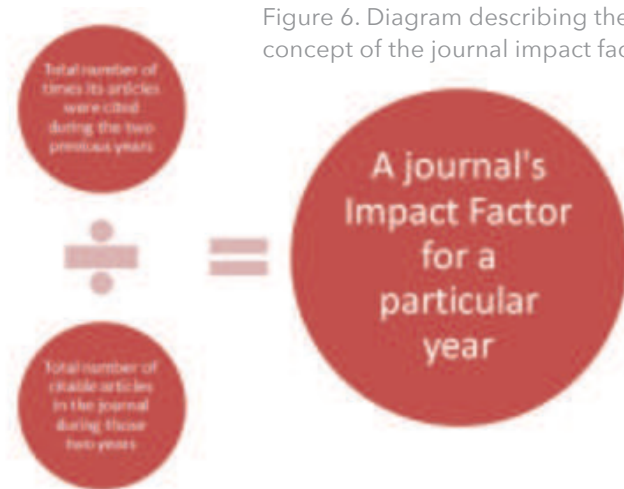 Figure 6. Diagram describing the
concept of the journal impact fac
Total number of
times its articles
were cited
during the two
previous years
÷
=
A journal's
Impact Factor
for a
particular
year
Total number of
citable articles
in the journal
during those
two years